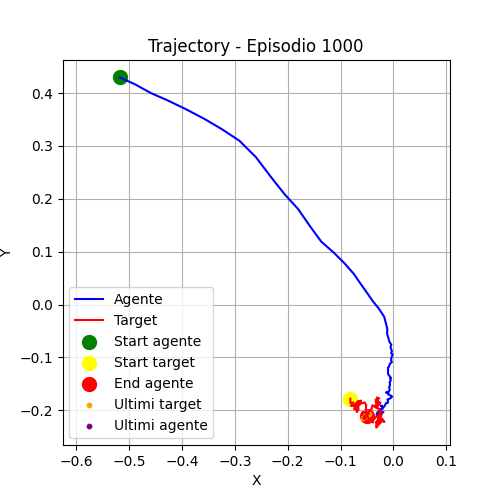 Trajectory - Episodio 1000
0.4
0.3
0.2
0.1
0.0
−0.1
−0.2
Y
Agente
Target
Start agente
Start target
End agente
Ultimi target
Ultimi agente
−0.6 −0.5 −0.4 −0.3 −0.2 −0.1 0.0 0.1
X